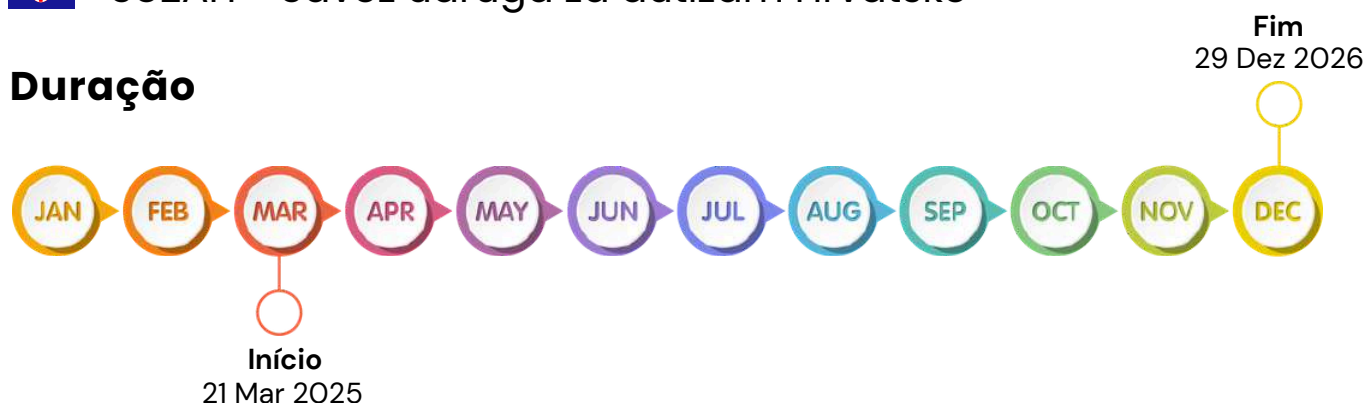 Fim
29 Dez 2026
Duração
JAN FEB MAR APR MAY JUN JUL AUG SEP OCT NOV DEC
Início
21 Mar 2025